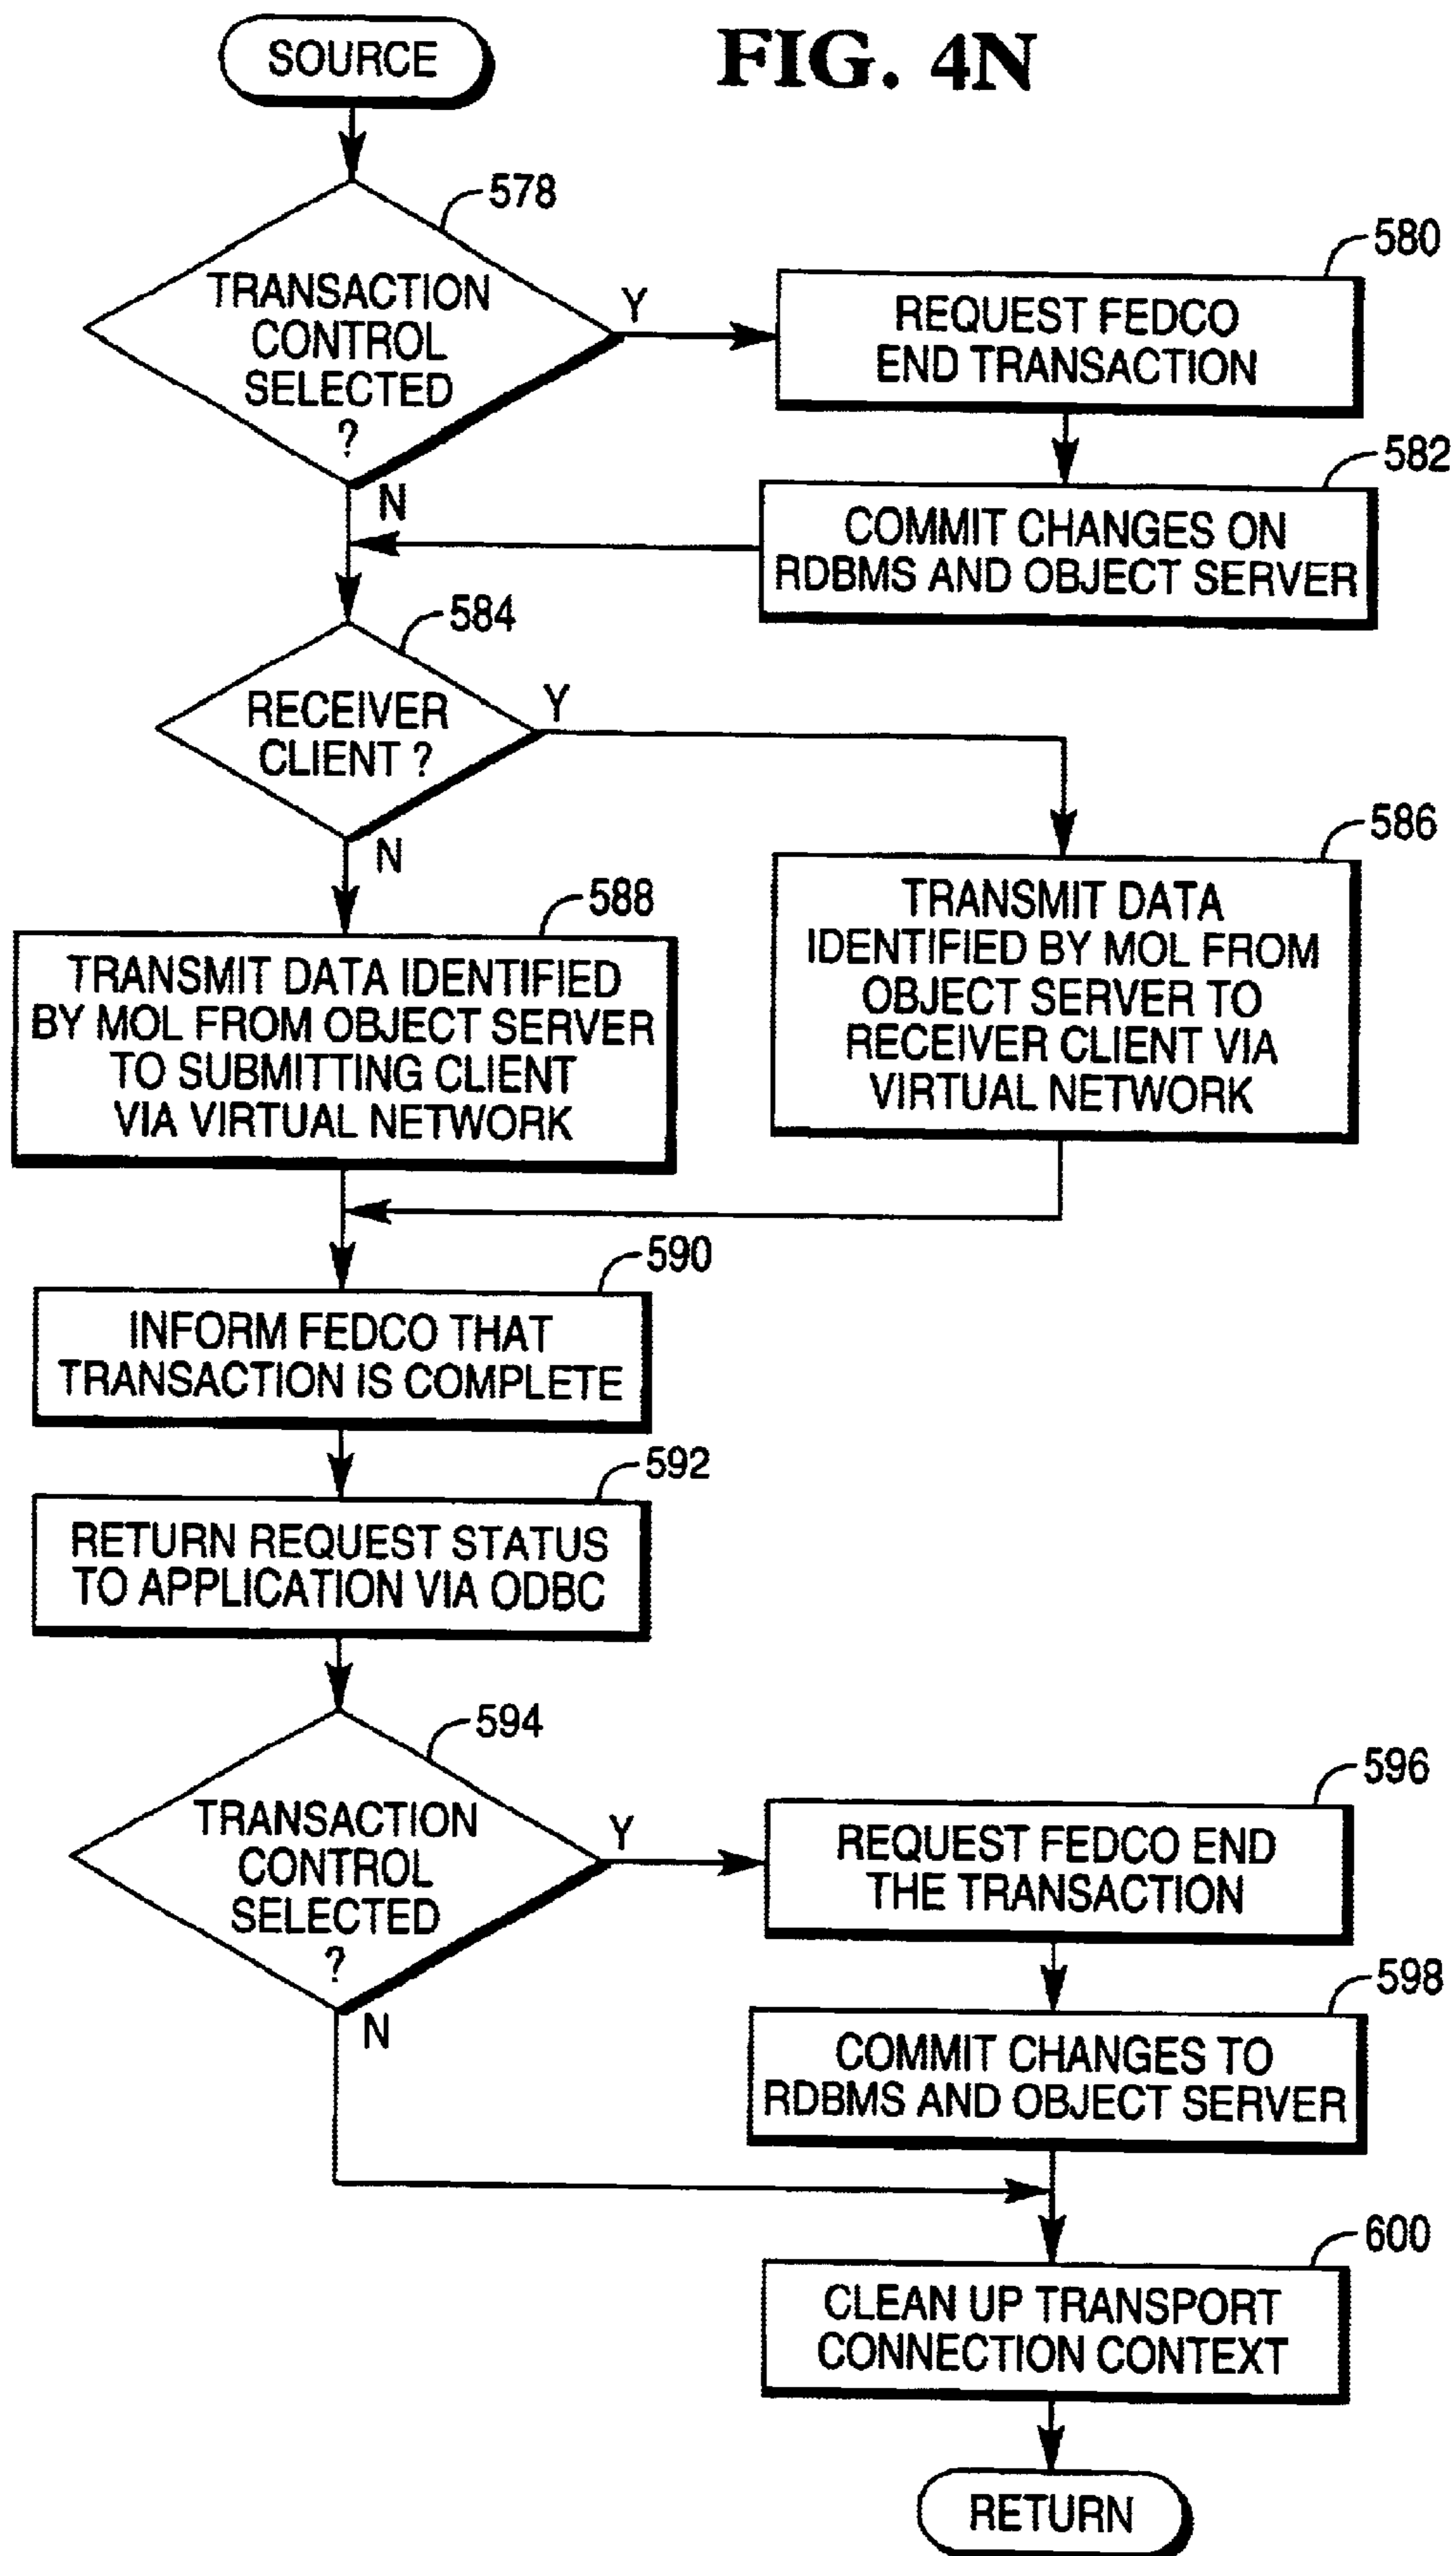 FIG. 4N
SOURCE
578
TRANSACTION
CONTROL
SELECTED
?
Y
N
580
REQUEST FEDCO
END TRANSACTION
582
COMMIT CHANGES ON
RDBMS AND OBJECT SERVER
584
RECEIVER
CLIENT ?
Y
N
586
TRANSMIT DATA
IDENTIFIED BY MOL FROM
OBJECT SERVER TO
RECEIVER CLIENT VIA
VIRTUAL NETWORK
588
TRANSMIT DATA IDENTIFIED
BY MOL FROM OBJECT SERVER
TO SUBMITTING CLIENT
VIA VIRTUAL NETWORK
590
INFORM FEDCO THAT
TRANSACTION IS COMPLETE
592
RETURN REQUEST STATUS
TO APPLICATION VIA ODBC
594
TRANSACTION
CONTROL
SELECTED
?
Y
N
596
REQUEST FEDCO END
THE TRANSACTION
598
COMMIT CHANGES TO
RDBMS AND OBJECT SERVER
600
CLEAN UP TRANSPORT
CONNECTION CONTEXT
RETURN